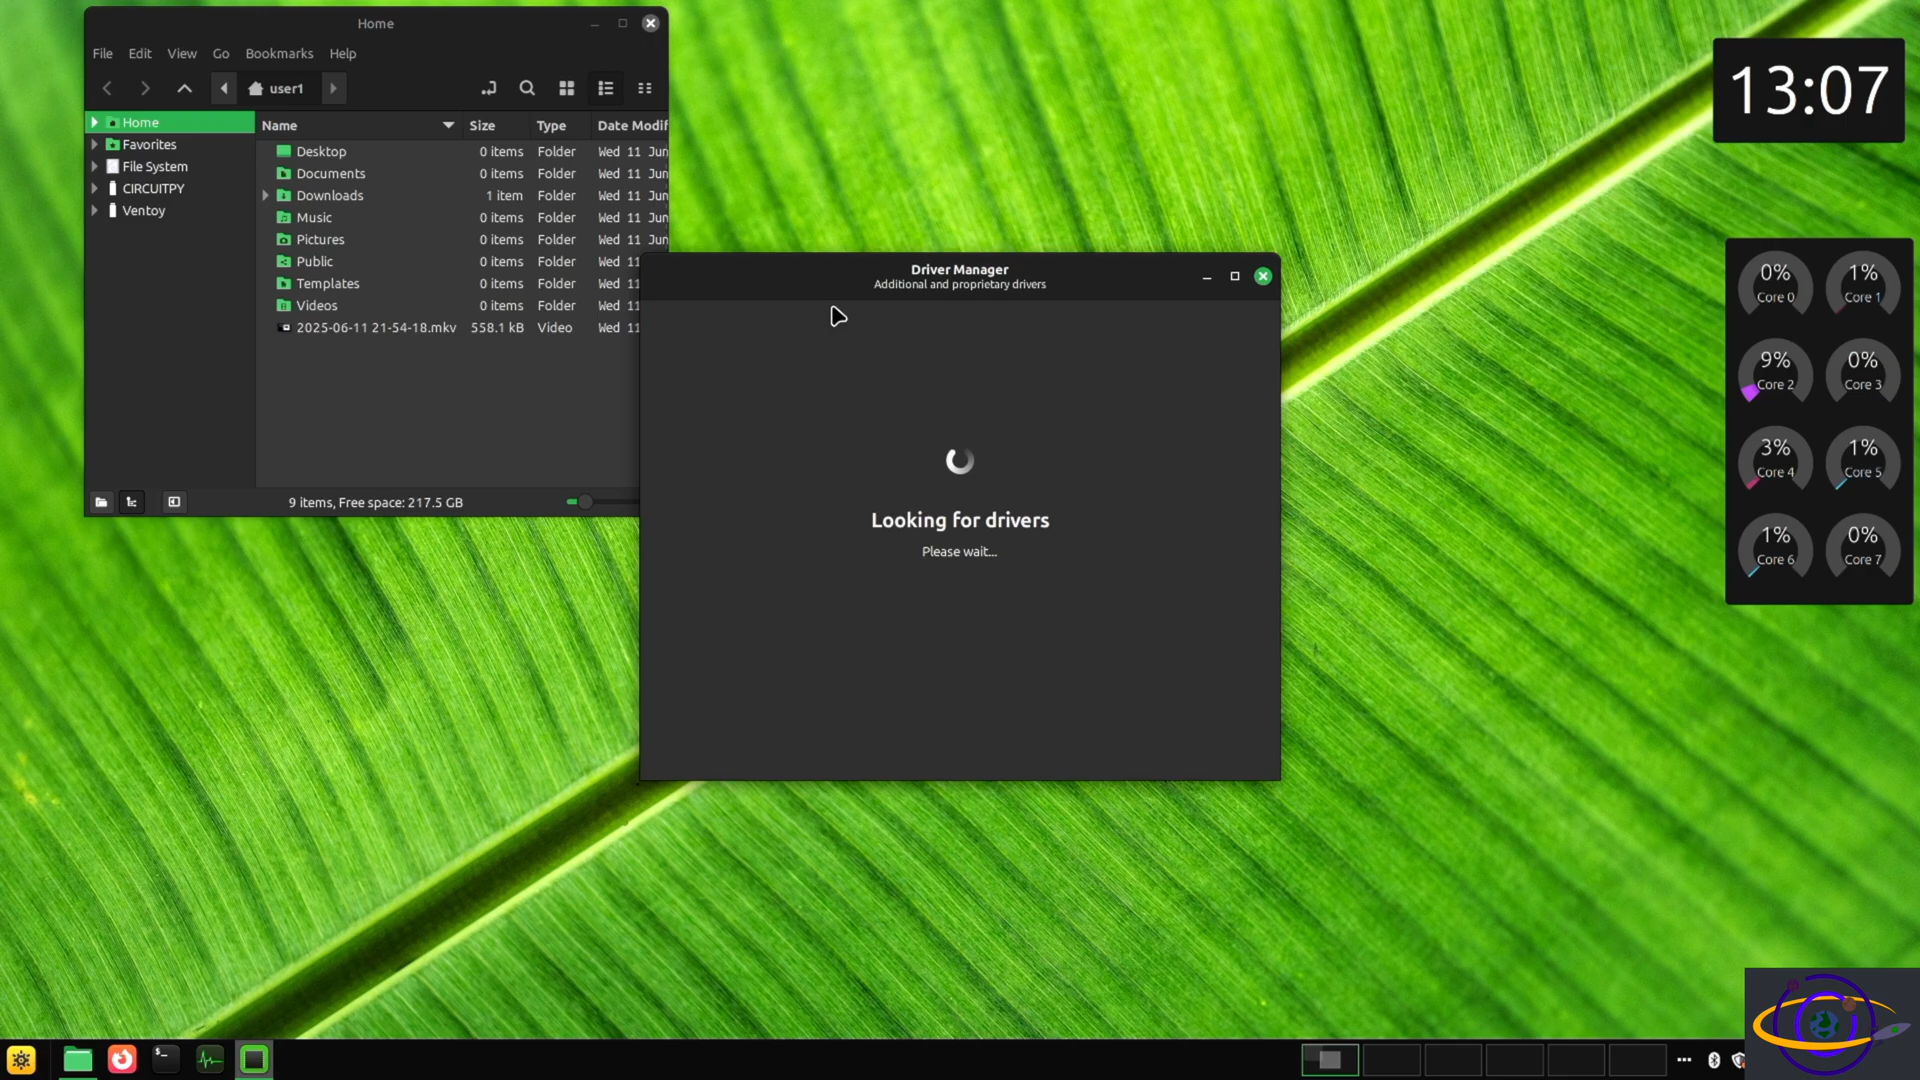 Home
File Edit View Go Bookmarks Help
user1
Home
Favorites
File System
CIRCUITPY
Ventoy
Name Size Type Date Modif
Desktop 0 items Folder Wed 11 Jun
Documents 0 items Folder Wed 11 Jun
Downloads 1 item Folder Wed 11 Jun
Music 0 items Folder Wed 11 Jun
Pictures 0 items Folder Wed 11 Jun
Public 0 items Folder Wed 11
Templates 0 items Folder Wed 11
Videos 0 items Folder Wed 11
2025-06-11 21-54-18.mkv 558.1 kB Video Wed 11
9 items, Free space: 217.5 GB
Driver Manager
Additional and proprietary drivers
Looking for drivers
Please wait...
13:07
0% 1%
Core 0 Core 1
9% 0%
Core 2 Core 3
3% 1%
Core 4 Core 5
1% 0%
Core 6 Core 7